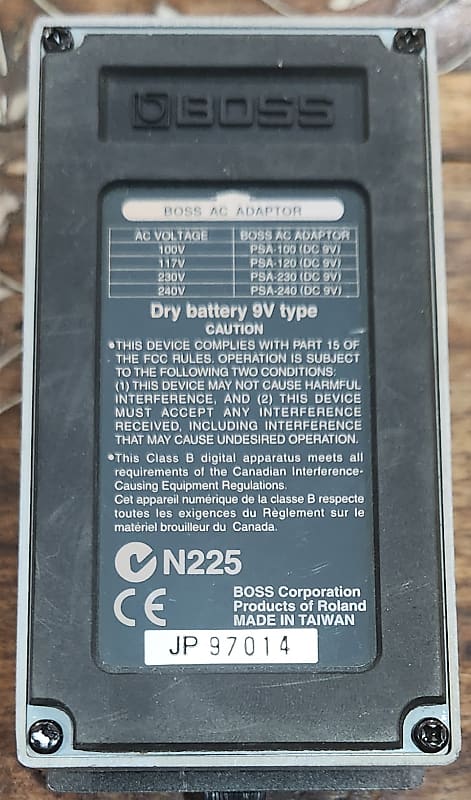 BOSS
BOSS AC ADAPTOR
AC VOLTAGE BOSS AC ADAPTOR
100V PSA-100 (DC 9V)
117V PSA-120 (DC 9V)
230V PSA-230 (DC 9V)
240V PSA-240 (DC 9V)
Dry battery 9V type
CAUTION
•THIS DEVICE COMPLIES WITH PART 15 OF
THE FCC RULES. OPERATION IS SUBJECT
TO THE FOLLOWING TWO CONDITIONS:
(1) THIS DEVICE MAY NOT CAUSE HARMFUL
INTERFERENCE, AND (2) THIS DEVICE
MUST ACCEPT ANY INTERFERENCE
RECEIVED, INCLUDING INTERFERENCE
THAT MAY CAUSE UNDESIRED OPERATION.
•This Class B digital apparatus meets all
requirements of the Canadian Interference-
Causing Equipment Regulations.
Cet appareil numérique de la classe B respecte
toutes les exigences du Règlement sur le
matériel brouilleur du Canada.
N225
CE
BOSS Corporation
Products of Roland
MADE IN TAIWAN
JP 97014